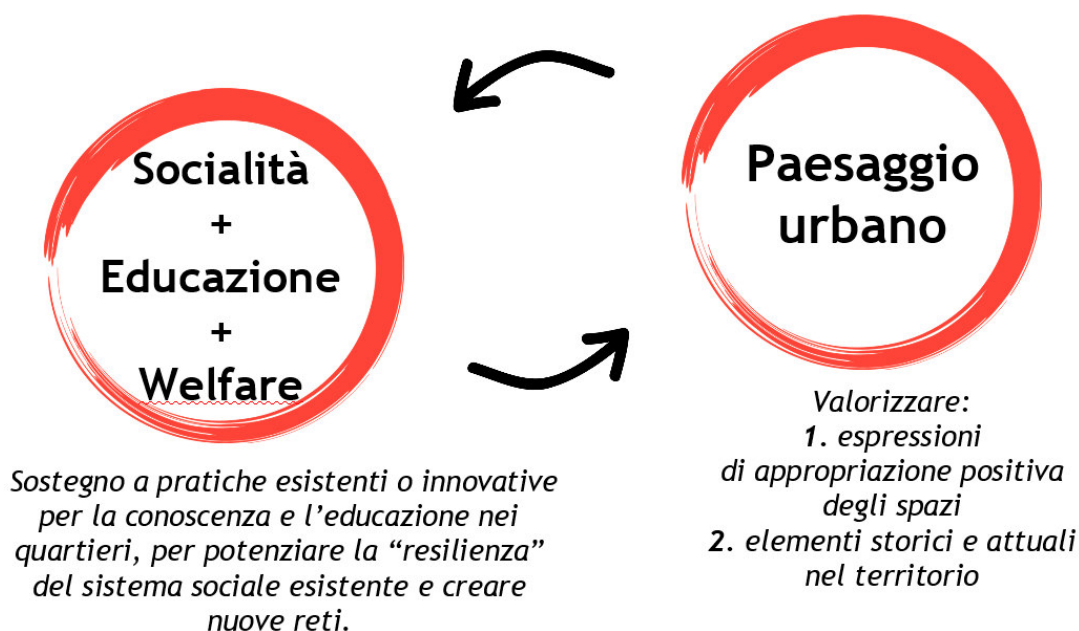 Socialità
+
Educazione
+
Welfare
Sostegno a pratiche esistenti o innovative
per la conoscenza e l’educazione nei
quartieri, per potenziare la “resilienza”
del sistema sociale esistente e creare
nuove reti.
Paesaggio
urbano
Valorizzare:
1. espressioni
di appropriazione positiva
degli spazi
2. elementi storici e attuali
nel territorio